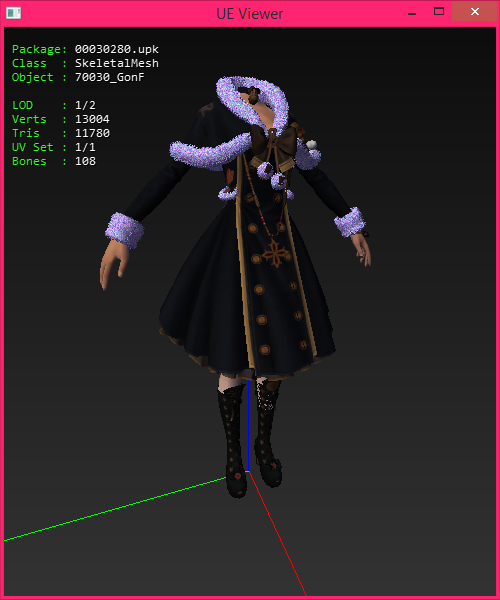 UE Viewer
Package: 00030280.upk
Class  : SkeletalMesh
Object : 70030_GonF
LOD    : 1/2
Verts  : 13004
Tris   : 11780
UV Set : 1/1
Bones  : 108